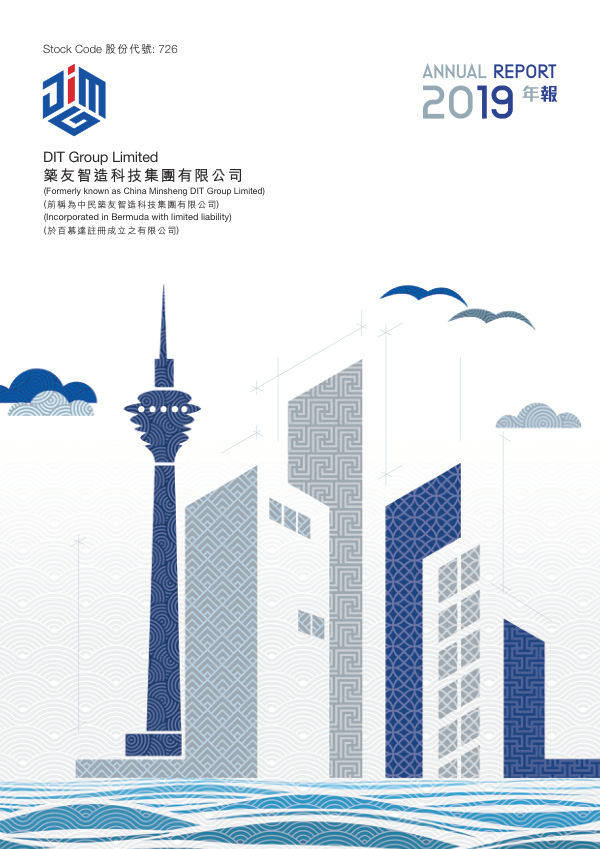 Stock Code 股份代號: 726
ANNUAL REPORT
2019 年報
DIMG
DIT Group Limited
築友智造科技集團有限公司
(Formerly known as China Minsheng DIT Group Limited)
(前稱為中民築友智造科技集團有限公司)
(Incorporated in Bermuda with limited liability)
(於百慕達註冊成立之有限公司)